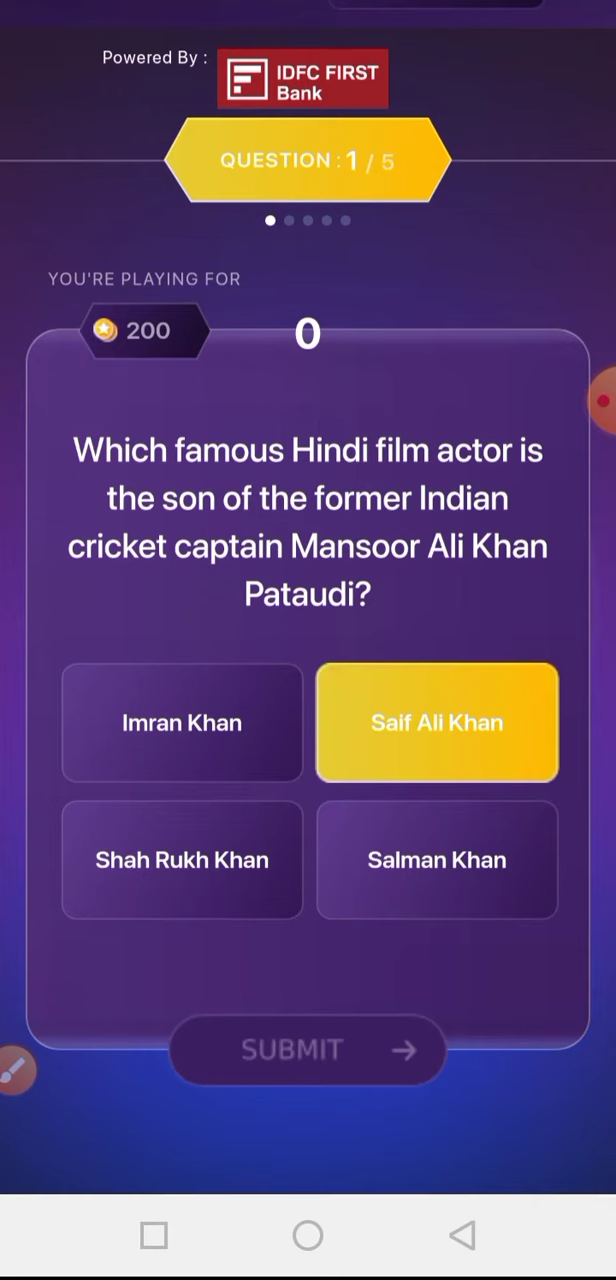 Powered By :
IDFC FIRST
Bank
QUESTION : 1 / 5
YOU'RE PLAYING FOR
200
0
Which famous Hindi film actor is
the son of the former Indian
cricket captain Mansoor Ali Khan
Pataudi?
Imran Khan
Saif Ali Khan
Shah Rukh Khan
Salman Khan
SUBMIT